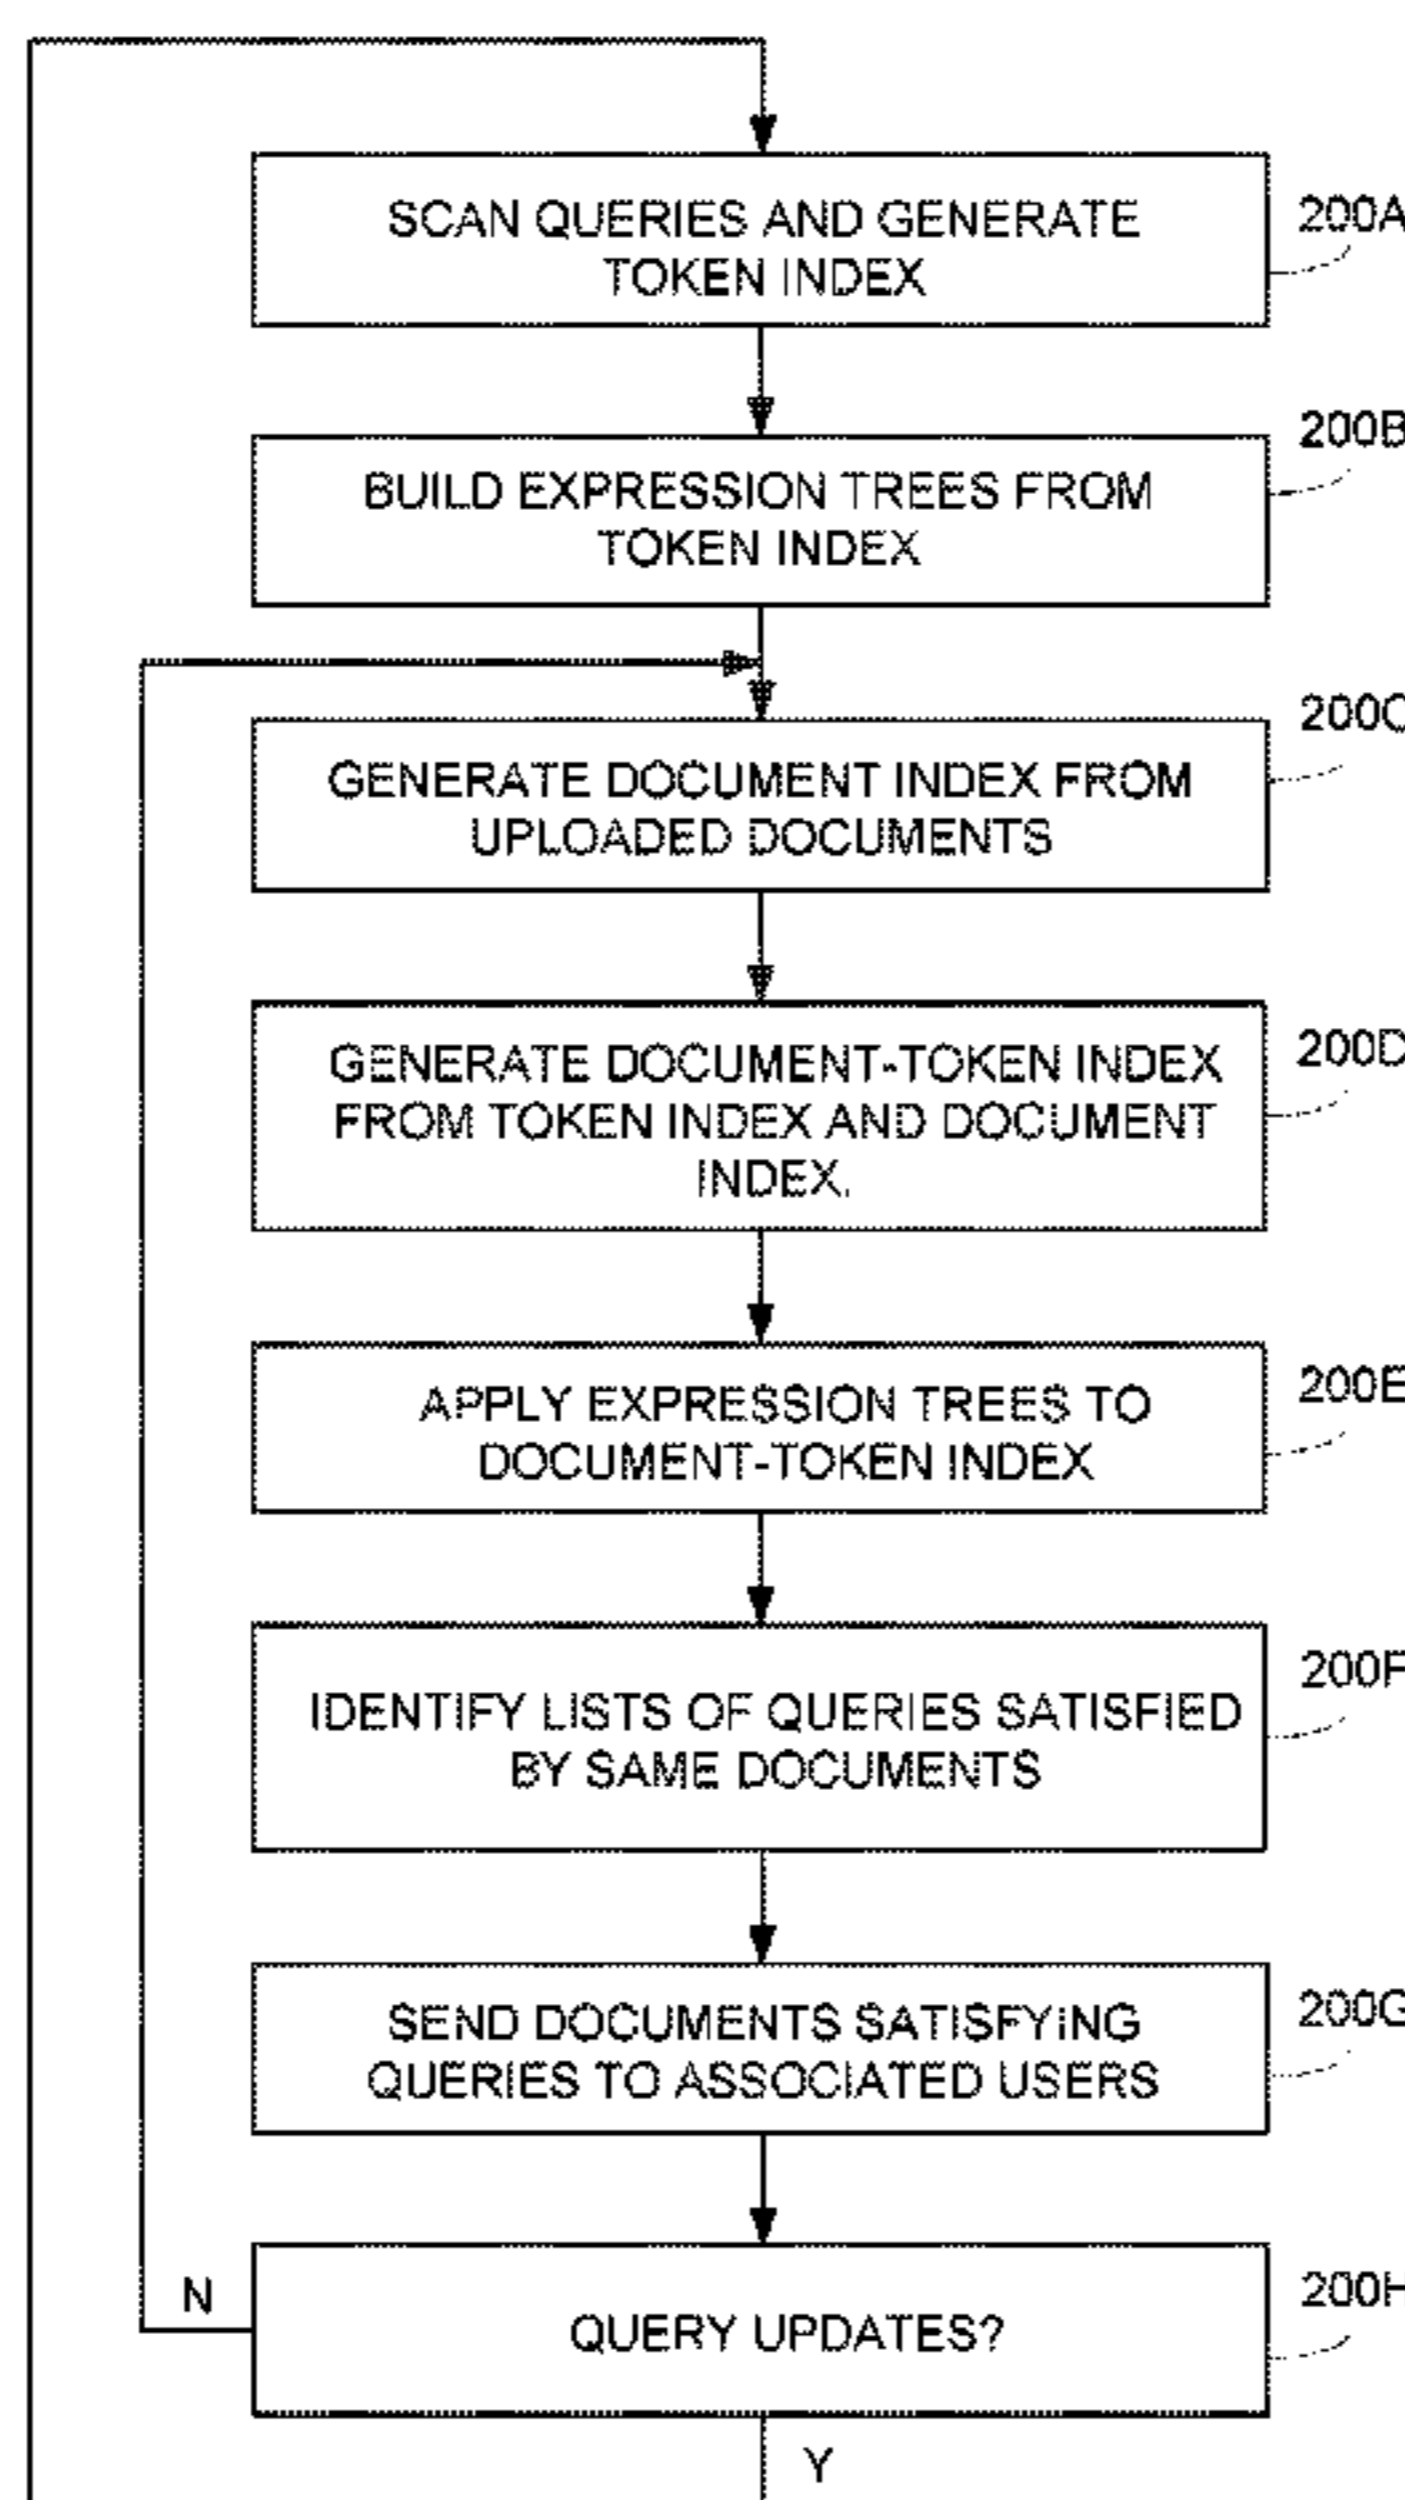 SCAN QUERIES AND GENERATE
TOKEN INDEX
200A
BUILD EXPRESSION TREES FROM
TOKEN INDEX
200B
GENERATE DOCUMENT INDEX FROM
UPLOADED DOCUMENTS
200C
GENERATE DOCUMENT-TOKEN INDEX
FROM TOKEN INDEX AND DOCUMENT
INDEX.
200D
APPLY EXPRESSION TREES TO
DOCUMENT-TOKEN INDEX
200E
IDENTIFY LISTS OF QUERIES SATISFIED
BY SAME DOCUMENTS
200F
SEND DOCUMENTS SATISFYING
QUERIES TO ASSOCIATED USERS
200G
N
QUERY UPDATES?
200H
Y